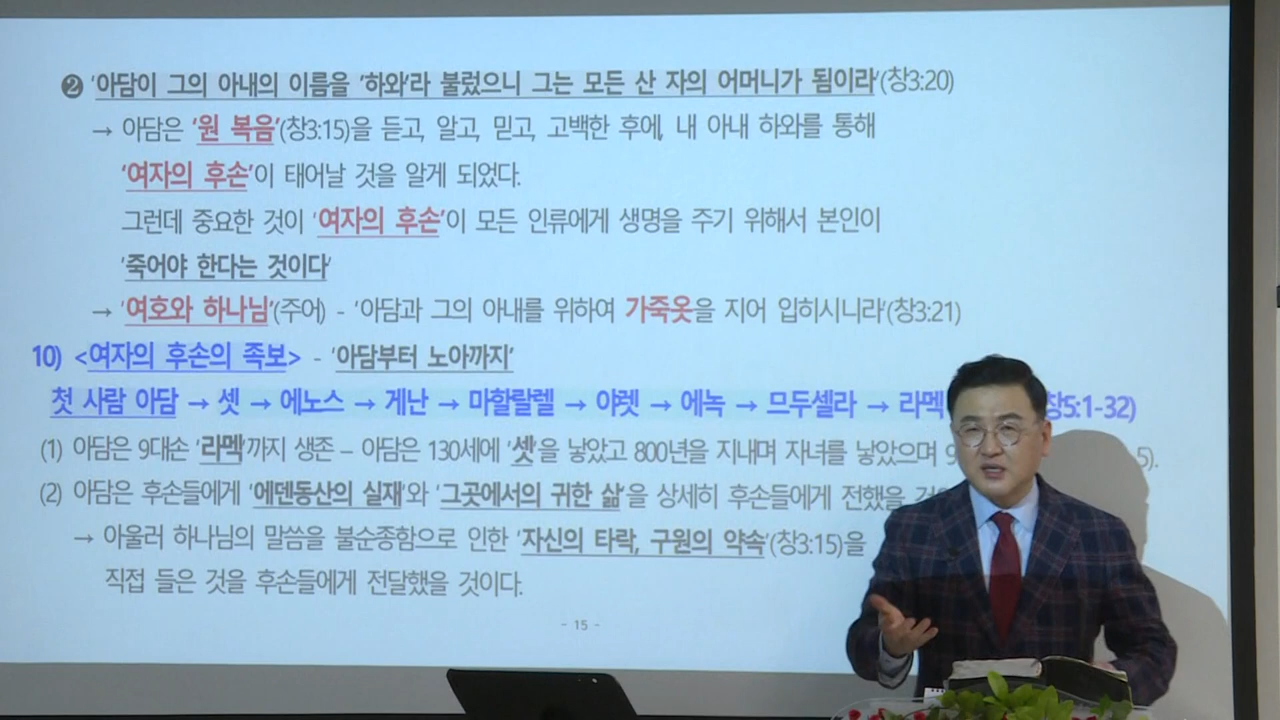 ❷ '아담이 그의 아내의 이름을 '하와'라 불렀으니 그는 모든 산 자의 어머니가 됨이라'(창3:20)
→ 아담은 '원 복음'(창3:15)을 듣고, 알고, 믿고, 고백한 후에, 내 아내 하와를 통해
'여자의 후손'이 태어날 것을 알게 되었다.
그런데 중요한 것이 '여자의 후손'이 모든 인류에게 생명을 주기 위해서 본인이
'죽어야 한다는 것이다'
→ '여호와 하나님'(주어) - '아담과 그의 아내를 위하여 가죽옷을 지어 입히시니라'(창3:21)
10) <여자의 후손의 족보> - '아담부터 노아까지'
첫 사람 아담 → 셋 → 에노스 → 게난 → 마할랄렐 → 야렛 → 에녹 → 므두셀라 → 라멕 창5:1-32)
(1) 아담은 9대손 '라멕'까지 생존 – 아담은 130세에 '셋'을 낳았고 800년을 지내며 자녀를 낳았으며 5).
(2) 아담은 후손들에게 '에덴동산의 실재'와 '그곳에서의 귀한 삶'을 상세히 후손들에게 전했을
→ 아울러 하나님의 말씀을 불순종함으로 인한 '자신의 타락, 구원의 약속'(창3:15)을
직접 들은 것을 후손들에게 전달했을 것이다.
- 15 -